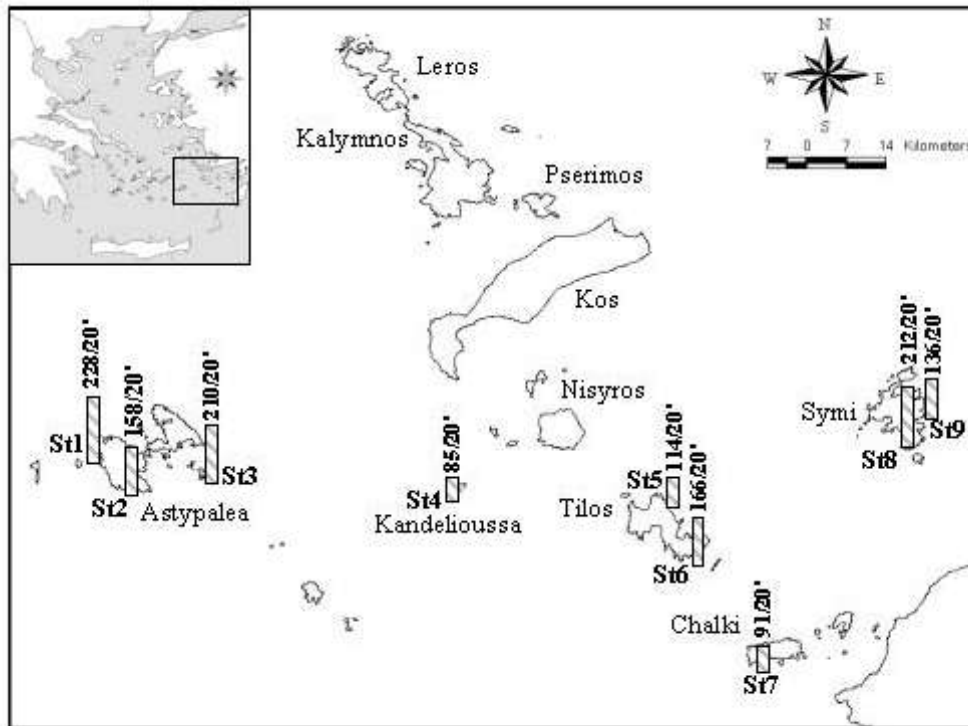 N
W
E
S
7 0 7 14 Kilometers
Leros
Kalymnos
Pserimos
Kos
Nisyros
Symi
228/20"
158/20"
210/20"
St1
St2
St3
Astypalea
85/20"
St4
Kandelioussa
114/20"
St5
Tilos
166/20"
St6
212/20"
136/20"
St8
St9
Chalki
91/20"
St7